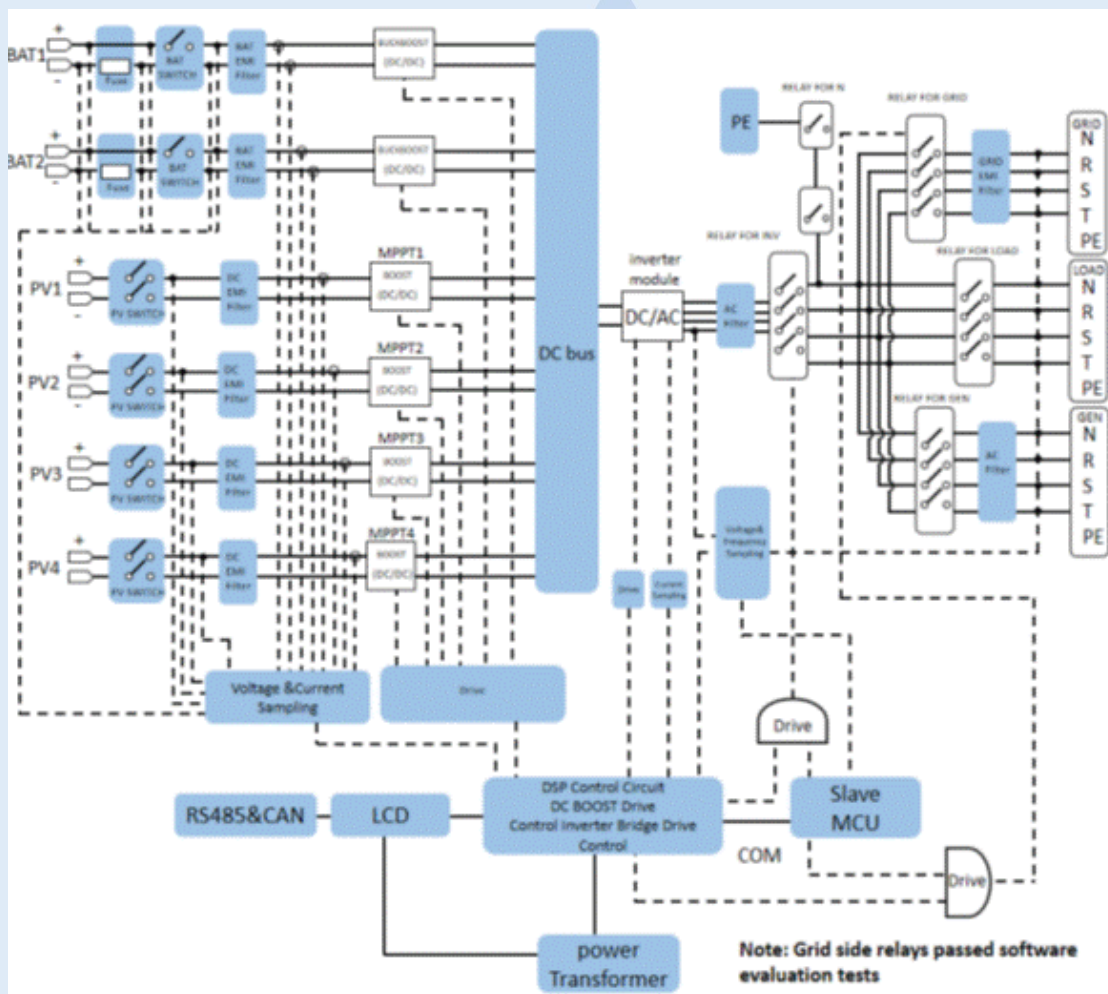 BAT1
+
-
Fuse
BAT
SWITCH
BAT
EMI
Filter
BUCKBOOST
(DC/DC)
BAT2
+
-
Fuse
BAT
SWITCH
BAT
EMI
Filter
BUCKBOOST
(DC/DC)
PV1
+
-
PV SWITCH
DC
EMI
Filter
MPPT1
BOOST
(DC/DC)
PV2
+
-
PV SWITCH
DC
EMI
Filter
MPPT2
BOOST
(DC/DC)
PV3
+
PV SWITCH
DC
EMI
Filter
MPPT3
BOOST
(DC/DC)
PV4
+
PV SWITCH
DC
EMI
Filter
MPPT4
BOOST
(DC/DC)
DC bus
inverter
module
DC/AC
AC
Filter
PE
RELAY FOR N
RELAY FOR INV
RELAY FOR GRID
GRID
EMI
Filter
GRID
N
R
S
T
PE
RELAY FOR LOAD
LOAD
N
R
S
T
PE
RELAY FOR GEN
AC
Filter
GEN
N
R
S
T
PE
Voltage&
Frequency
Sampling
Drive
Current
Sampling
Voltage &Current
Sampling
Drive
Drive
RS485&CAN
LCD
DSP Control Circuit
DC BOOST Drive
Control Inverter Bridge Drive
Control
Slave
MCU
COM
Drive
power
Transformer
Note: Grid side relays passed software
evaluation tests